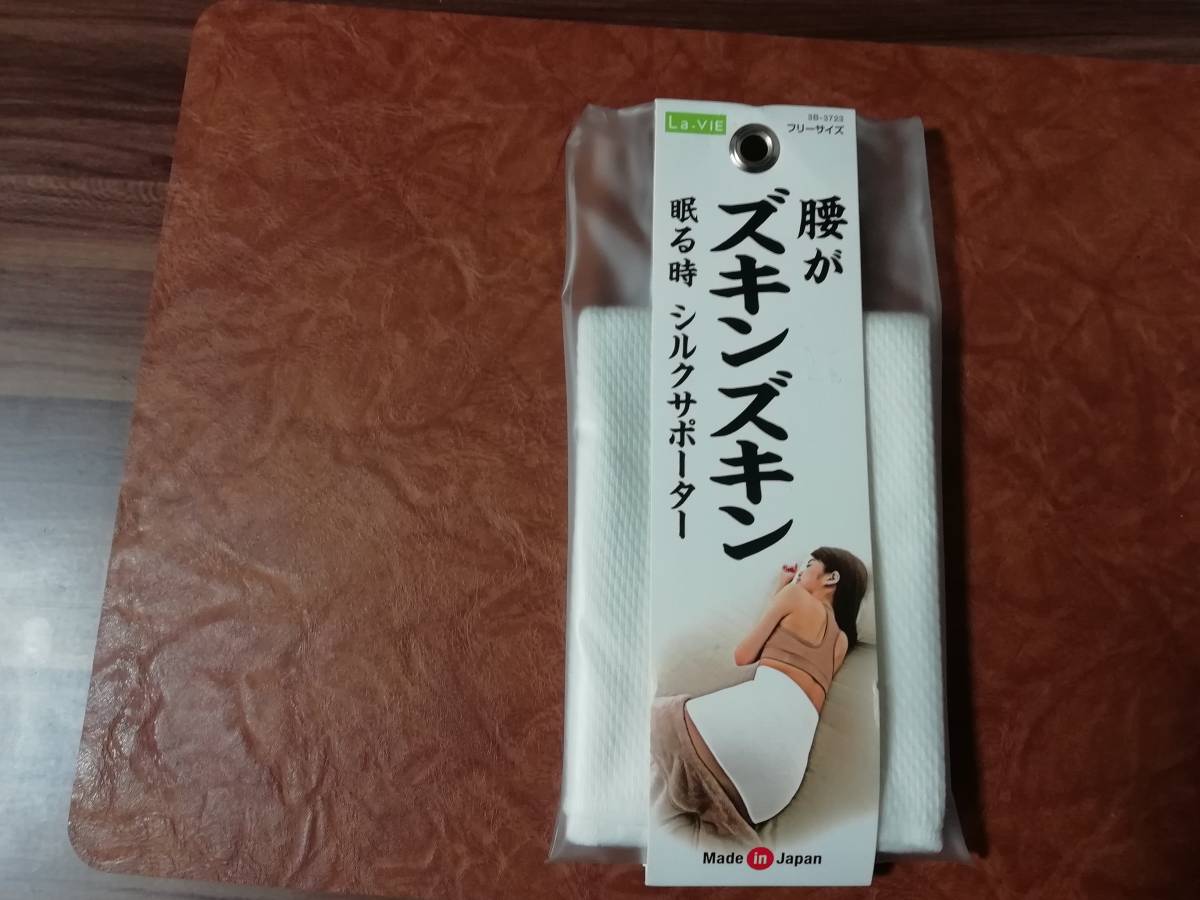 La-VIE
3B-3723
フリーサイズ
腰が
ズキンズキン
眠る時 シルクサポーター
Made in Japan